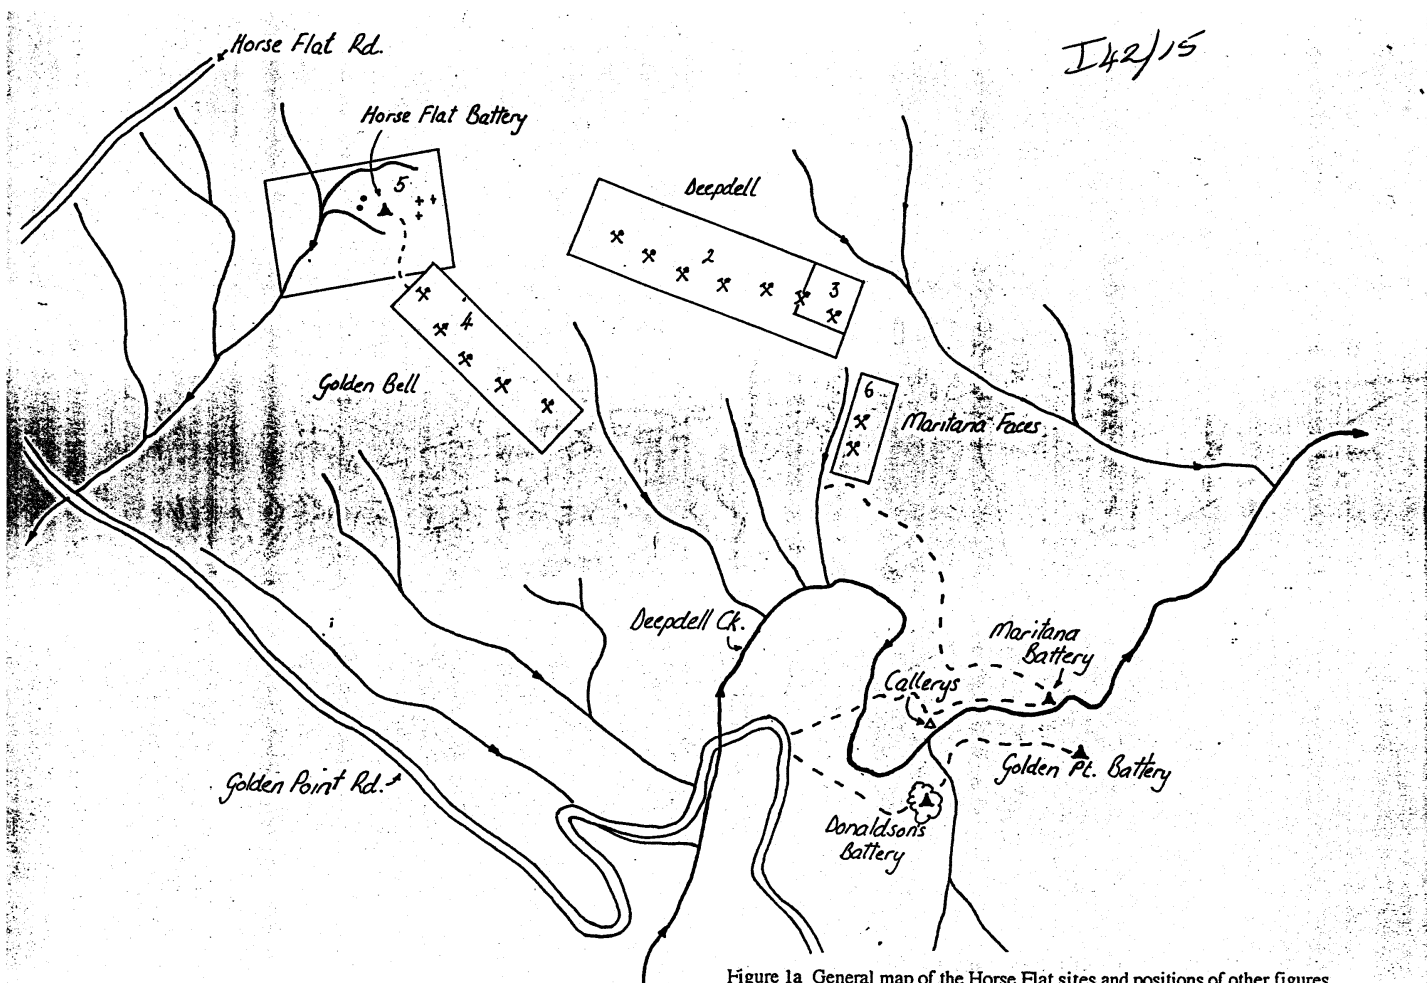 Horse Flat Rd.
I42/15
Horse Flat Battery
5
Deepdell
2
3
4
Golden Bell
6
Maritana Faces
Deepdell Ck.
Maritana
Battery
Callerys
Golden Point Rd.
Golden Pt. Battery
Donaldson's
Battery
Figure 1a General map of the Horse Flat sites and positions of other figures